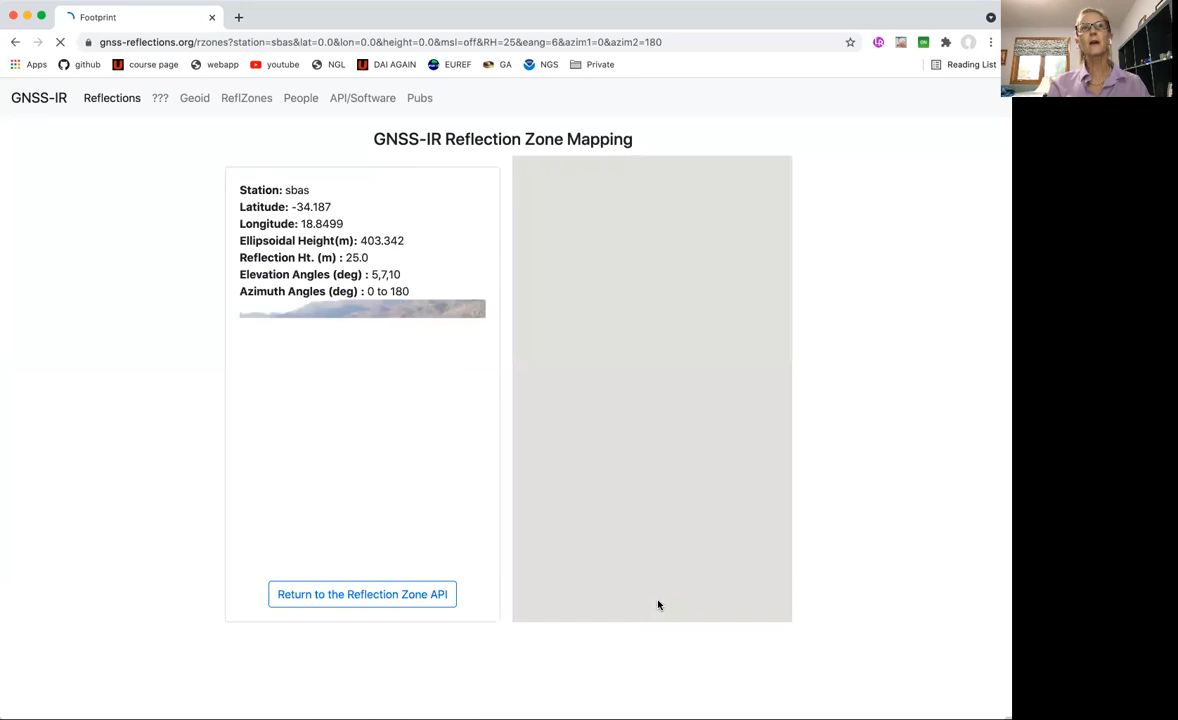 Footprint
gnss-reflections.org/rzones?station=sbas&lat=0.0&lon=0.0&height=0.0&msl=off&RH=25&eang=6&azim1=0&azim2=180
Apps github course page webapp youtube NGL DAI AGAIN EUREF GA NGS Private Reading List
GNSS-IR Reflections ??? Geoid ReflZones People API/Software Pubs
GNSS-IR Reflection Zone Mapping
Station: sbas
Latitude: -34.187
Longitude: 18.8499
Ellipsoidal Height(m): 403.342
Reflection Ht. (m) : 25.0
Elevation Angles (deg) : 5,7,10
Azimuth Angles (deg) : 0 to 180
Return to the Reflection Zone API